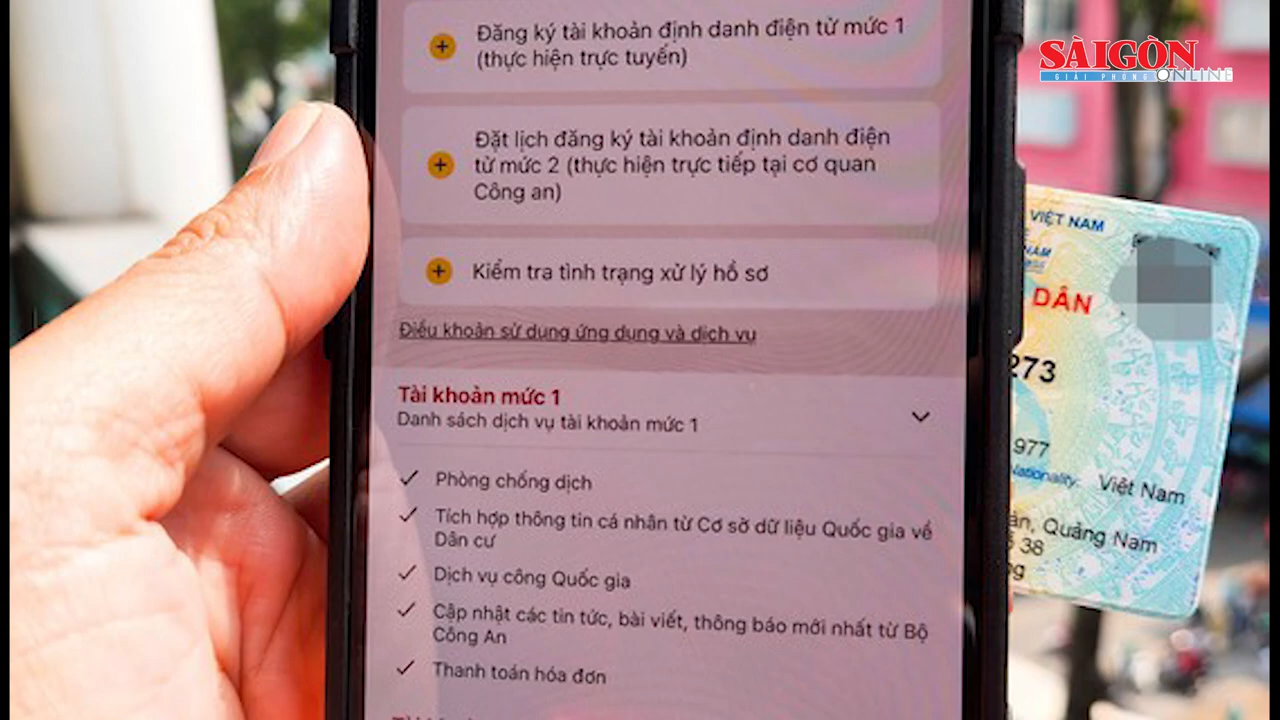 Đăng ký tài khoản định danh điện tử mức 1
(thực hiện trực tuyến)
Đặt lịch đăng ký tài khoản định danh điện
tử mức 2 (thực hiện trực tiếp tại cơ quan
Công an)
Kiểm tra tình trạng xử lý hồ sơ
Điều khoản sử dụng ứng dụng và dịch vụ
Tài khoản mức 1
Danh sách dịch vụ tài khoản mức 1
Phòng chống dịch
Tích hợp thông tin cá nhân từ Cơ sở dữ liệu Quốc gia về
Dân cư
Dịch vụ công Quốc gia
Cập nhật các tin tức, bài viết, thông báo mới nhất từ Bộ
Công An
Thanh toán hóa đơn
SÀIGÒN
GIẢI PHÓNG ONLINE
VIỆT NAM
NAM
DÂN
273
977
Nationality: Việt Nam
Quảng Nam
38